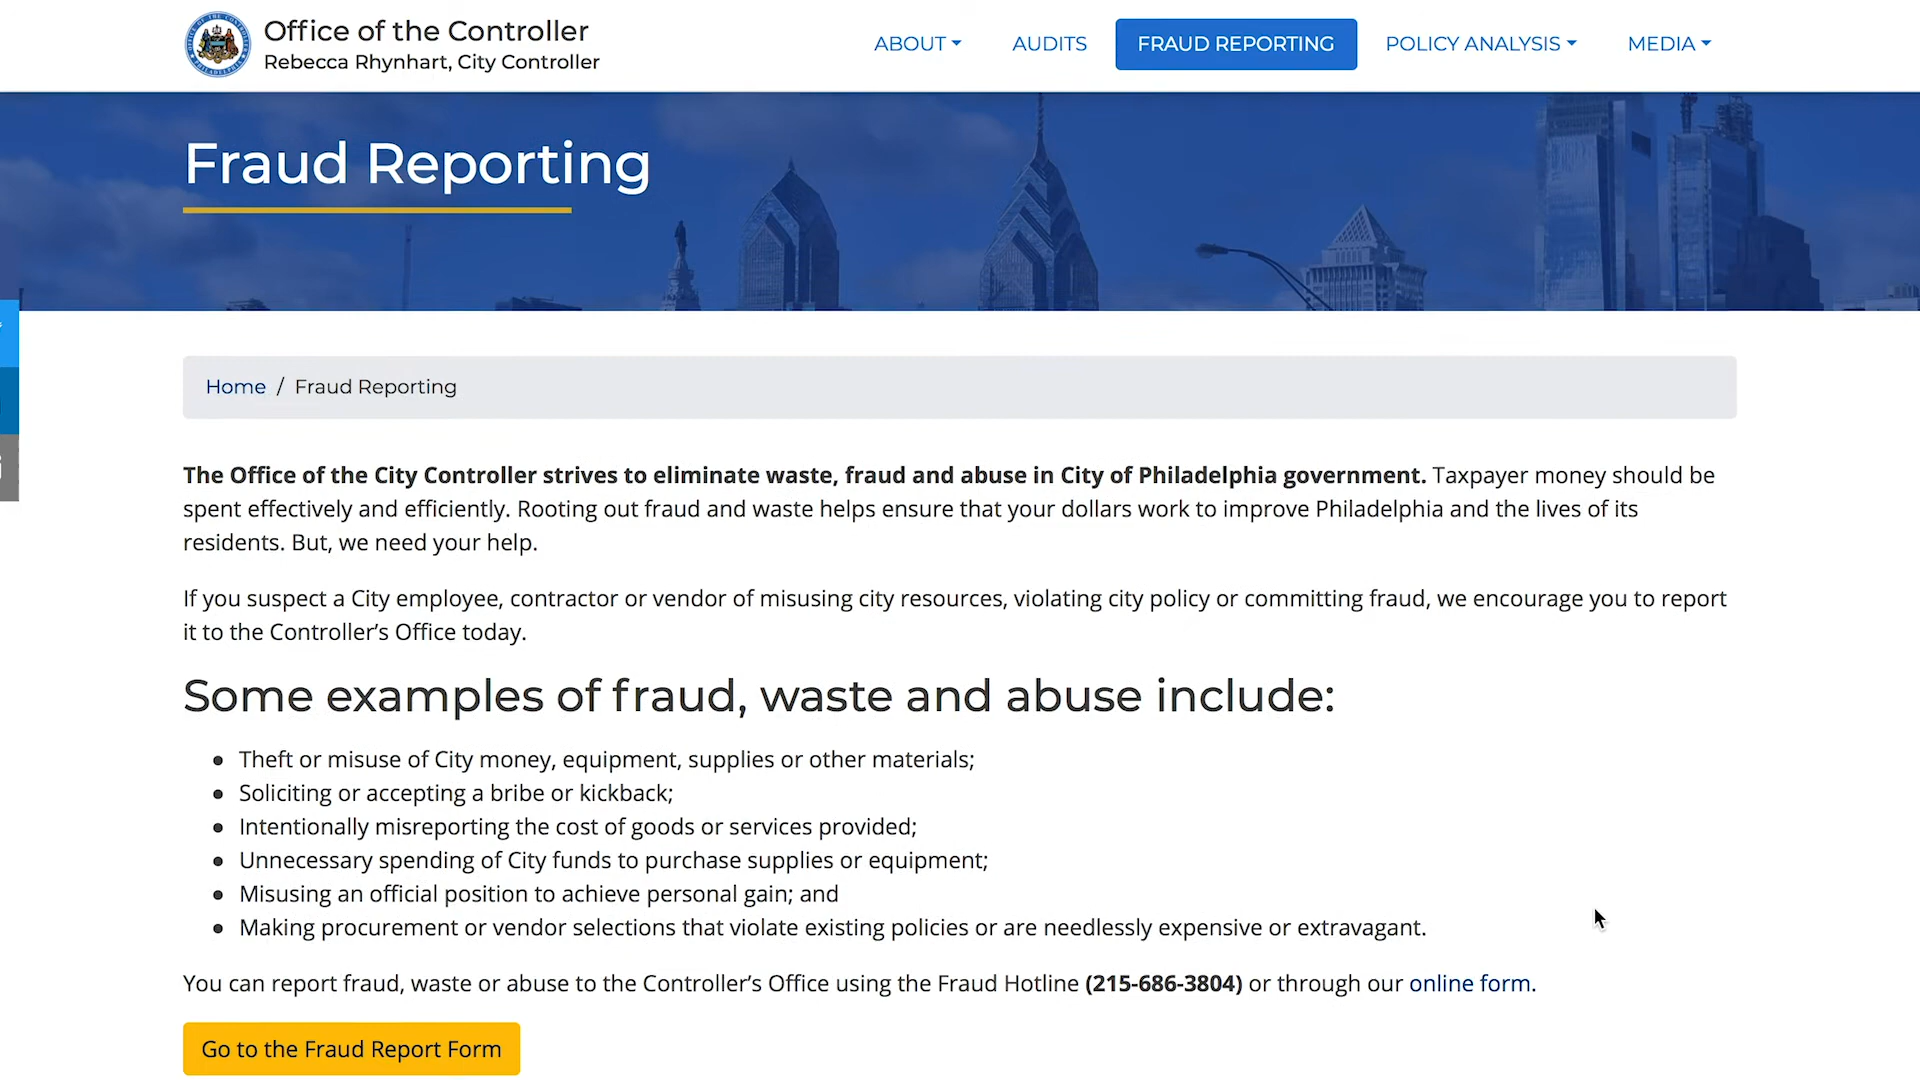 Office of the Controller
Rebecca Rhynhart, City Controller
ABOUT
AUDITS
FRAUD REPORTING
POLICY ANALYSIS
MEDIA
Fraud Reporting
Home / Fraud Reporting
The Office of the City Controller strives to eliminate waste, fraud and abuse in City of Philadelphia government. Taxpayer money should be
spent effectively and efficiently. Rooting out fraud and waste helps ensure that your dollars work to improve Philadelphia and the lives of its
residents. But, we need your help.
If you suspect a City employee, contractor or vendor of misusing city resources, violating city policy or committing fraud, we encourage you to report
it to the Controller’s Office today.
Some examples of fraud, waste and abuse include:
Theft or misuse of City money, equipment, supplies or other materials;
Soliciting or accepting a bribe or kickback;
Intentionally misreporting the cost of goods or services provided;
Unnecessary spending of City funds to purchase supplies or equipment;
Misusing an official position to achieve personal gain; and
Making procurement or vendor selections that violate existing policies or are needlessly expensive or extravagant.
You can report fraud, waste or abuse to the Controller’s Office using the Fraud Hotline (215-686-3804) or through our online form.
Go to the Fraud Report Form